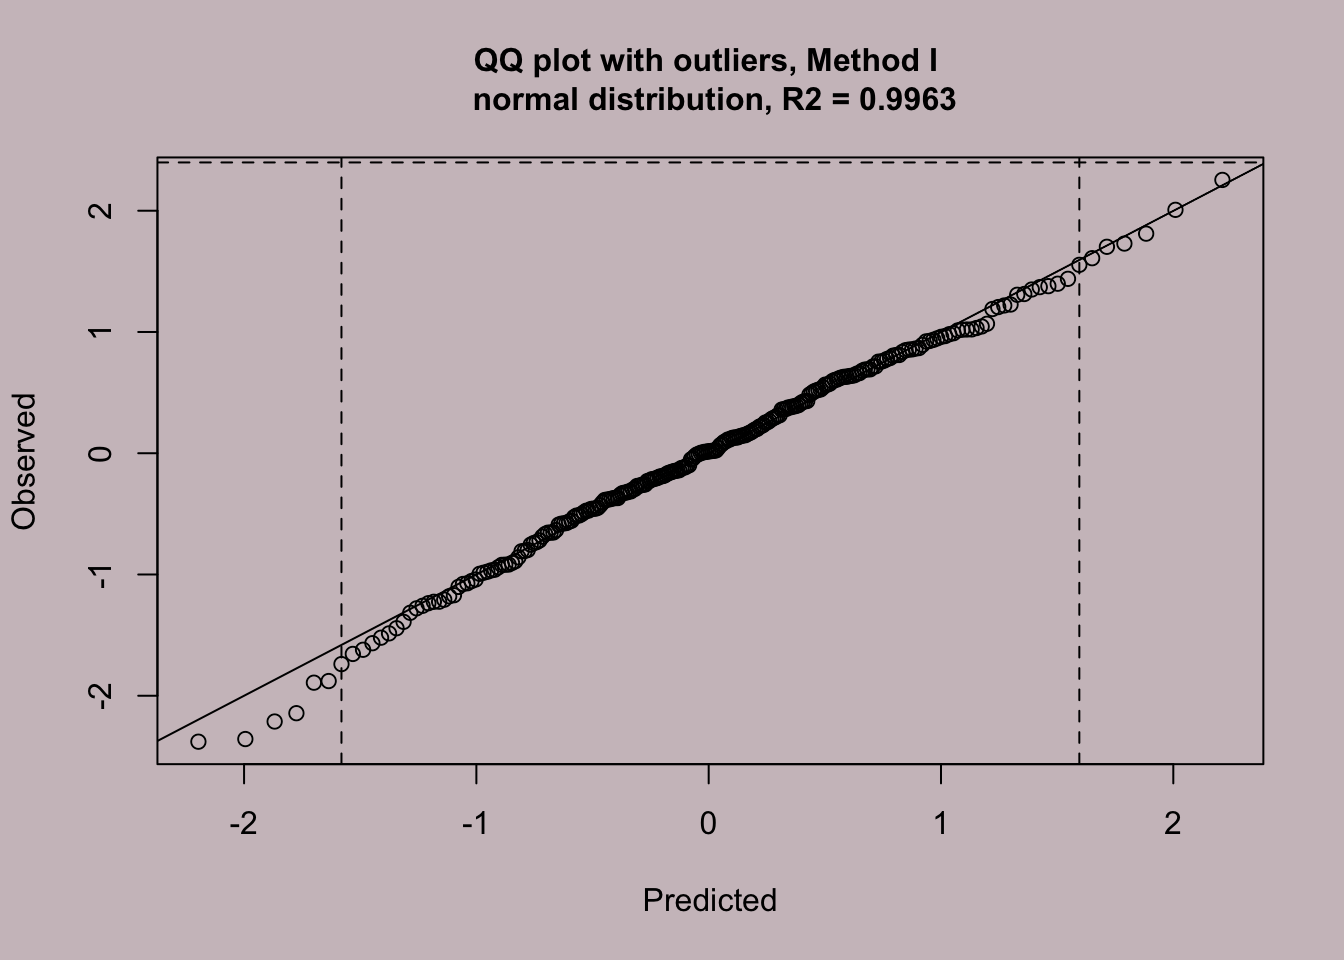 QQ plot with outliers, Method I
normal distribution, R2 = 0.9963
2
1
0
-1
-2
Observed
-2 -1 0 1 2
Predicted